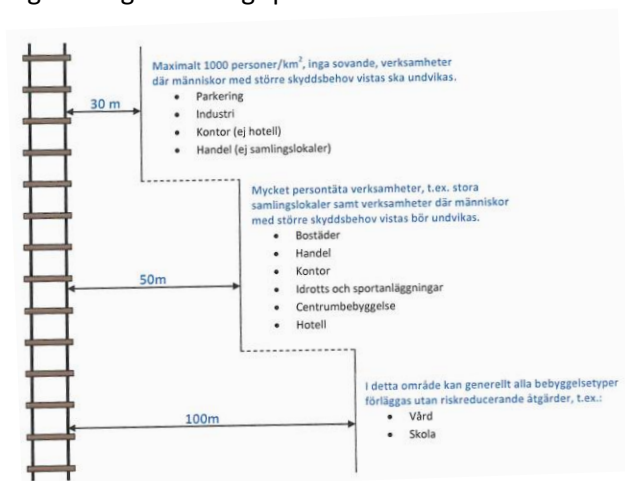 Maximalt 1000 personer/km², inga sovande, verksamheter
där människor med större skyddsbehov vistas ska undvikas.
• Parkering
30 m
• Industri
• Kontor (ej hotell)
• Handel (ej samlingslokaler)
Mycket persontäta verksamheter, t.ex. stora
samlingslokaler samt verksamheter där människor
med större skyddsbehov vistas bör undvikas.
• Bostäder
• Handel
• Kontor
50m
• Idrotts och sportanläggningar
• Centrumbebyggelse
• Hotell
I detta område kan generellt alla bebyggelsetyper
förläggas utan riskreducerande åtgärder, t.ex.:
100m
• Vård
• Skola